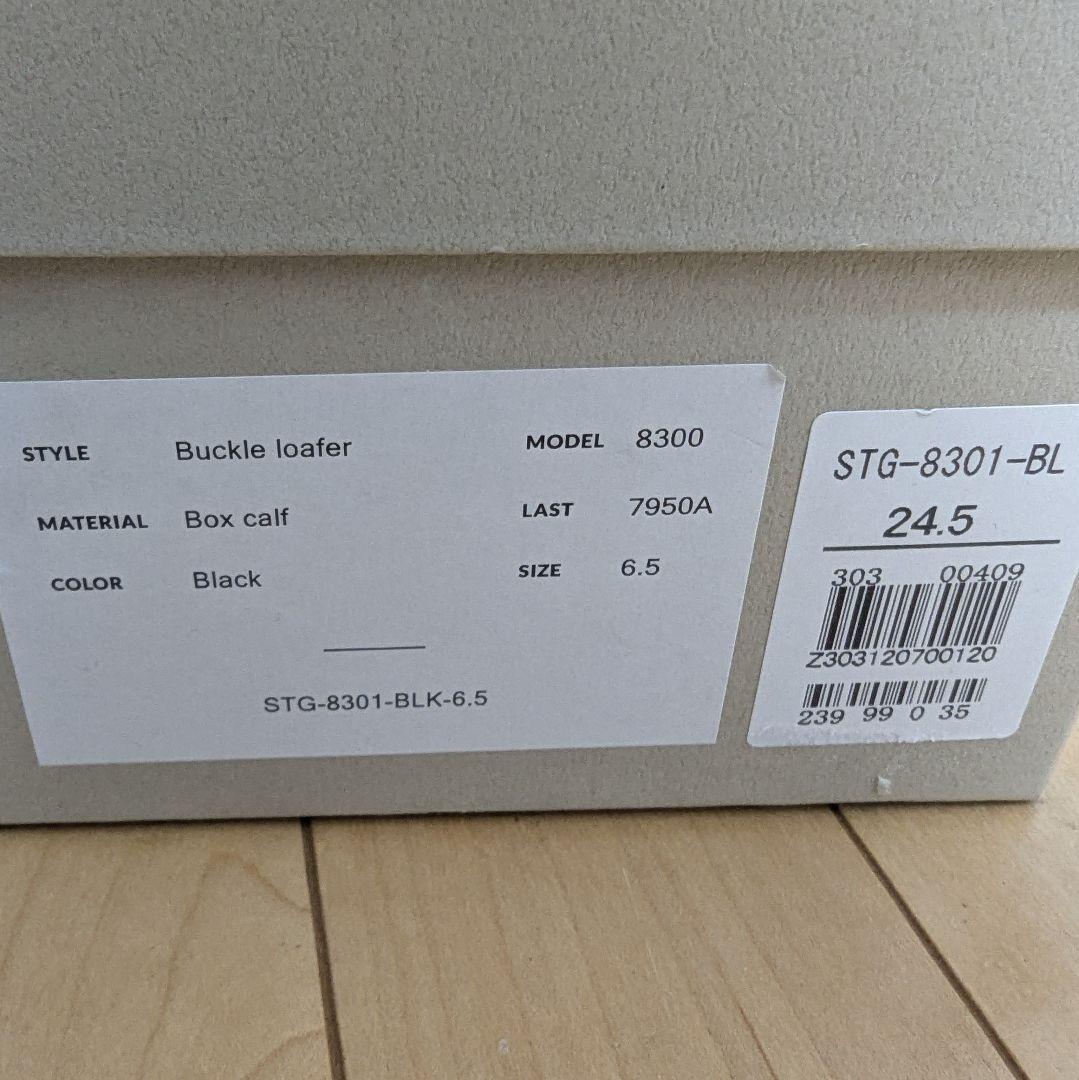 STYLE Buckle loafer MODEL 8300
MATERIAL Box calf LAST 7950A
COLOR Black SIZE 6.5
STG-8301-BLK-6.5
STG-8301-BL
24.5
303 00409
Z303120700120
239 99 0 35